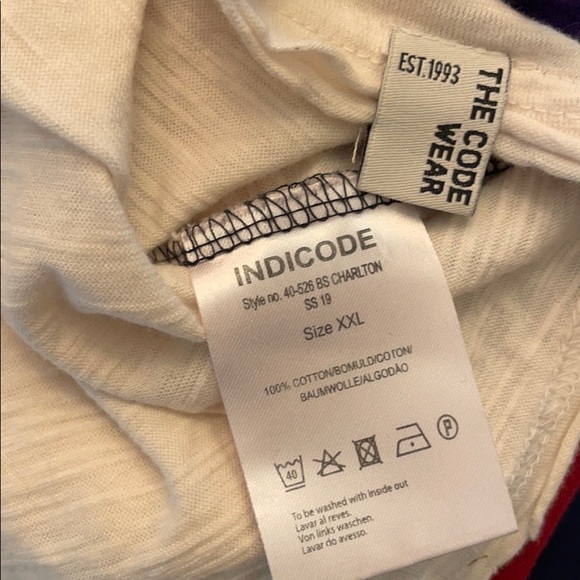 EST.1993
THE CODE
WEAR
INDICODE
Style no. 40-526 BS CHARLTON
SS 19
Size XXL
100% COTTON/BOMULD/COTON/
BAUMWOLLE/ALGODÃO
40
P
To be washed with inside out
Lavar al reves.
Von links waschen.
Lavar do avesso.